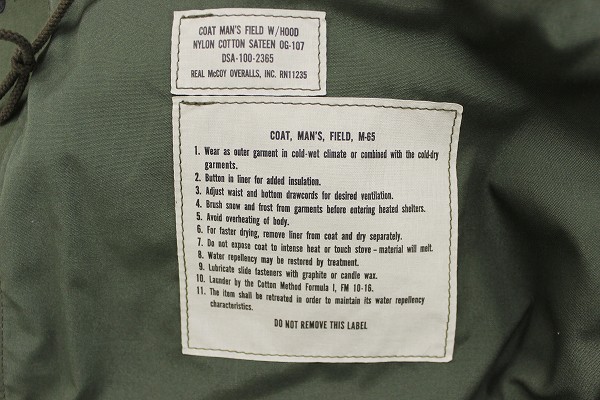 COAT MAN'S FIELD W/HOOD
NYLON COTTON SATEEN OG-107
DSA-100-2365
REAL McCOY OVERALLS, INC. RN11235
COAT, MAN'S, FIELD, M-65
1. Wear as outer garment in cold-wet climate or combined with the cold-dry
garments.
2. Button in liner for added insulation.
3. Adjust waist and bottom drawcords for desired ventilation.
4. Brush snow and frost from garments before entering heated shelters.
5. Avoid overheating of body.
6. For faster drying, remove liner from coat and dry separately.
7. Do not expose coat to intense heat or touch stove - material will melt.
8. Water repellency may be restored by treatment.
9. Lubricate slide fasteners with graphite or candle wax.
10. Launder by the Cotton Method Formula I, FM 10-16.
11. The item shall be retreated in order to maintain its water repellency
characteristics.
DO NOT REMOVE THIS LABEL